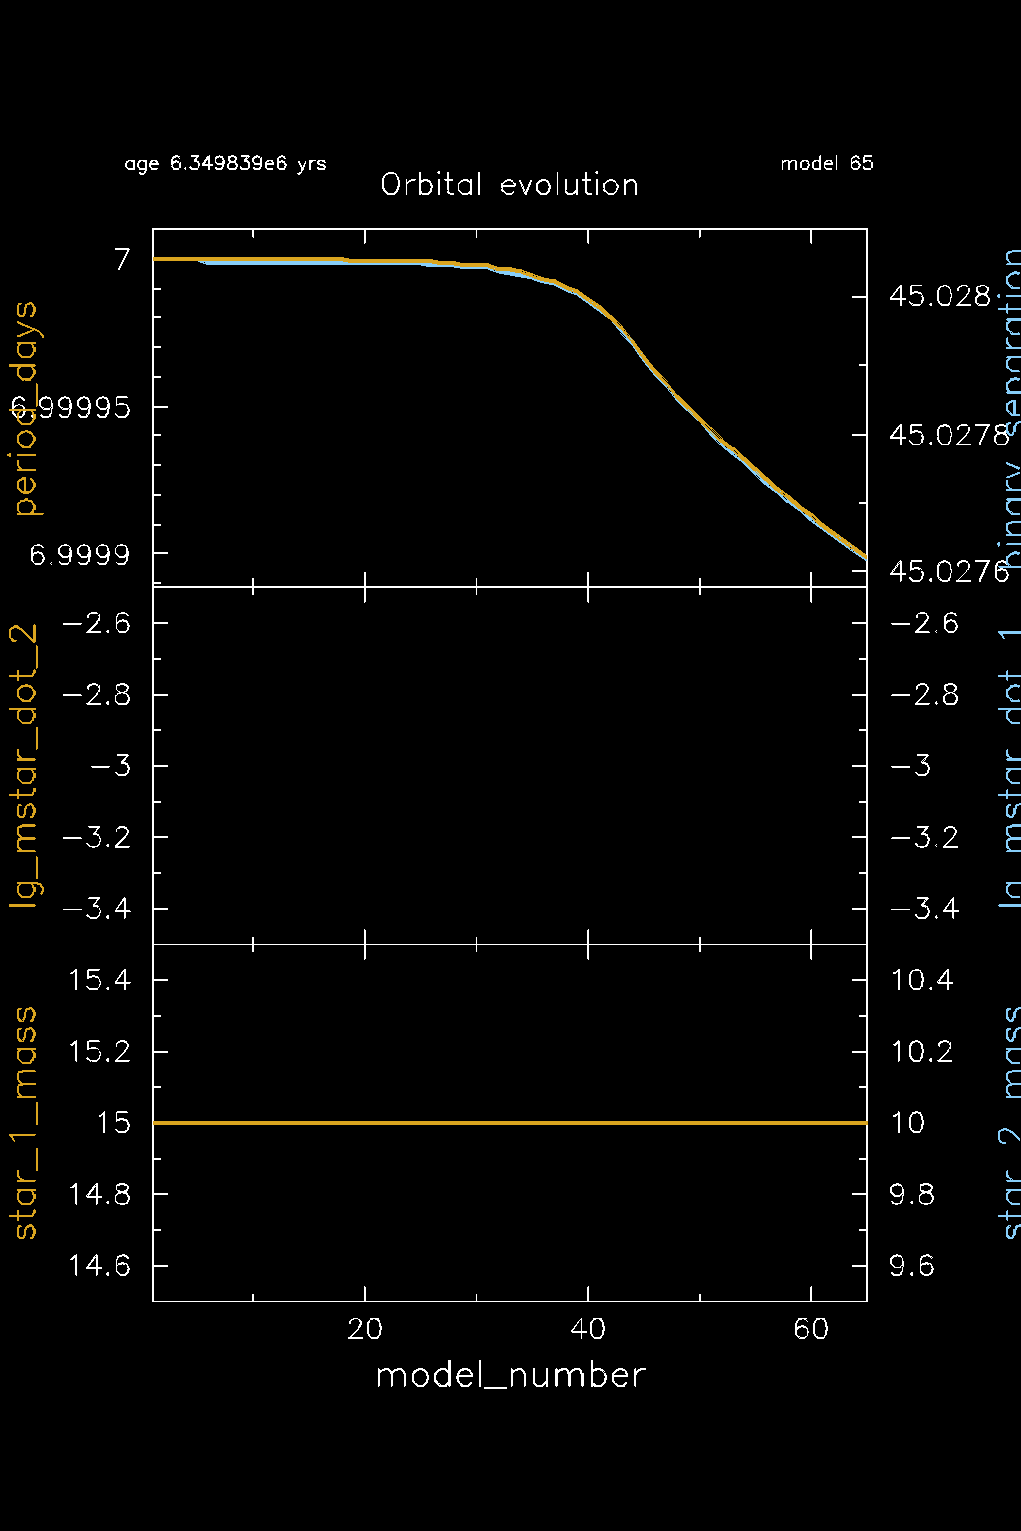 age 6.349839e6 yrs
model 65
Orbital evolution
period_days
7
6.99995
6.9999
45.028
45.0278
45.0276
binary_separation
lg_mstar_dot_2
−2.6
−2.8
−3
−3.2
−3.4
−2.6
−2.8
−3
−3.2
−3.4
lg_mstar_dot_1
star_1_mass
15.4
15.2
15
14.8
14.6
10.4
10.2
10
9.8
9.6
star_2_mass
20 40 60
model_number